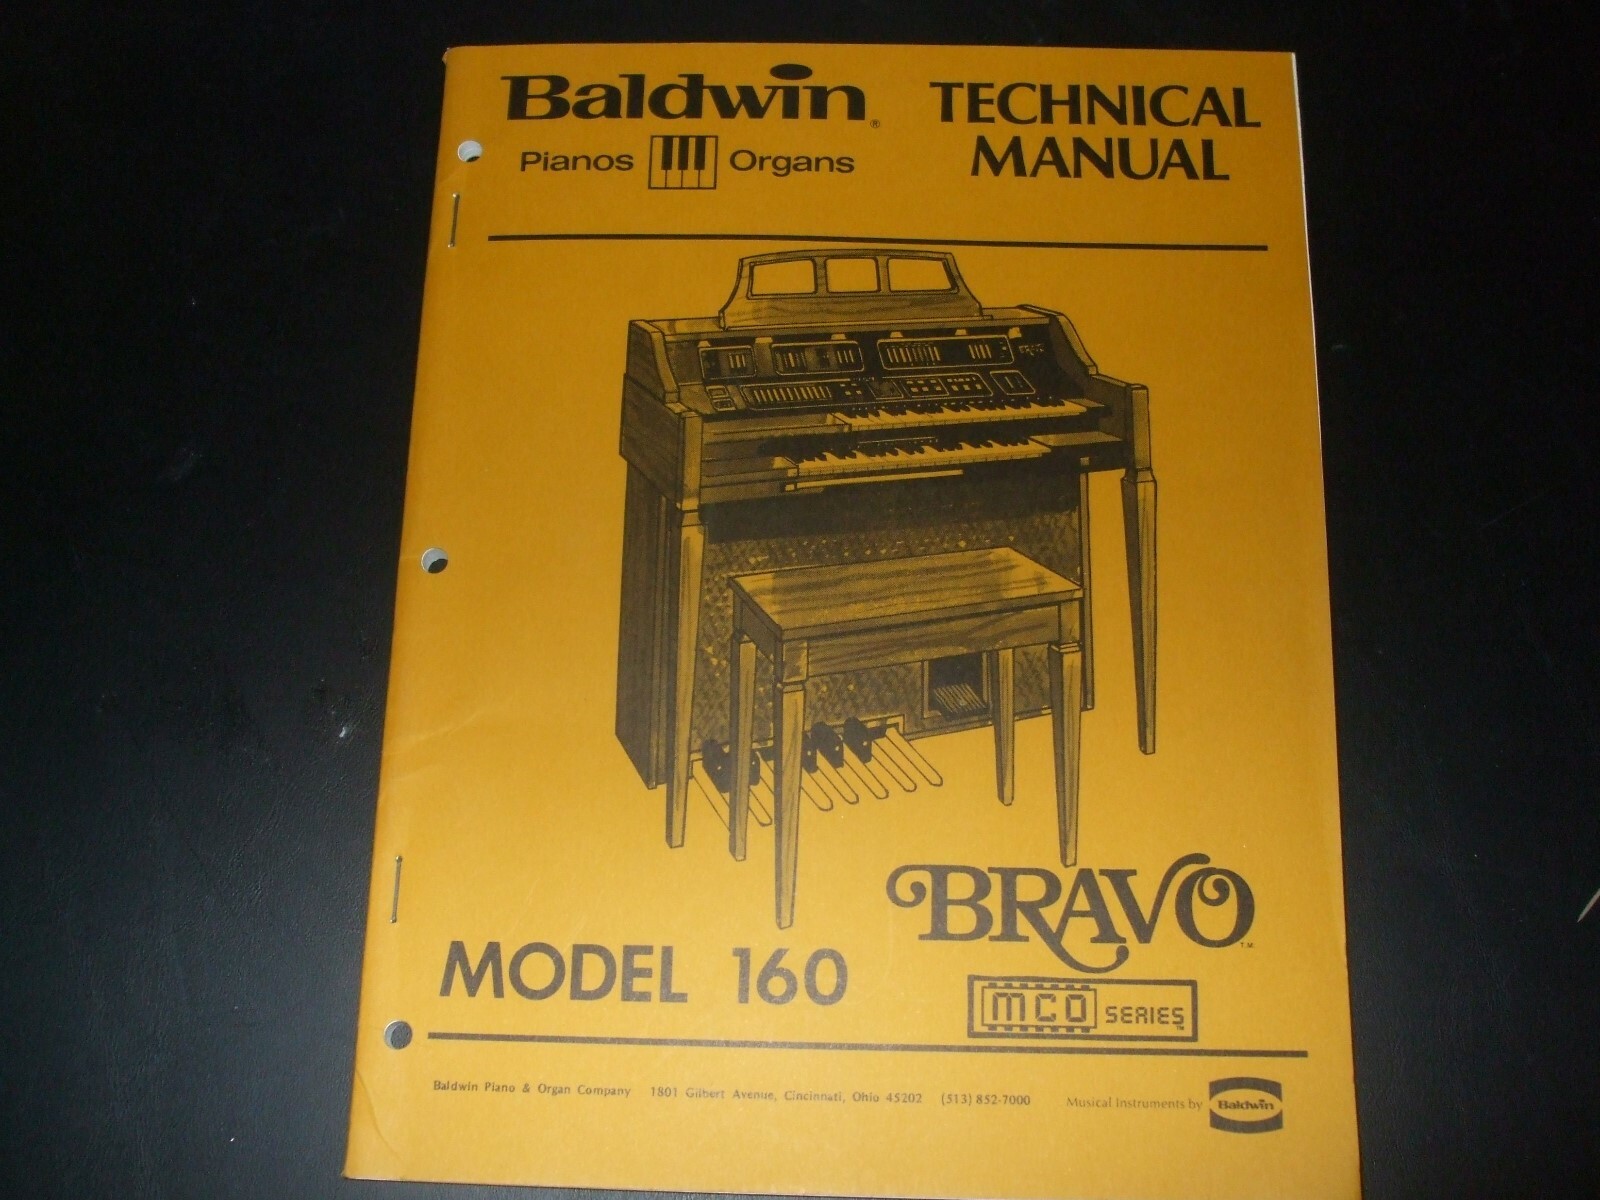 Baldwin®
Pianos Organs
TECHNICAL
MANUAL
BRAVO T.M.
MODEL 160
MCO SERIES TM
Baldwin Piano & Organ Company 1801 Gilbert Avenue, Cincinnati, Ohio 45202 (513) 852-7000 Musical Instruments by Baldwin